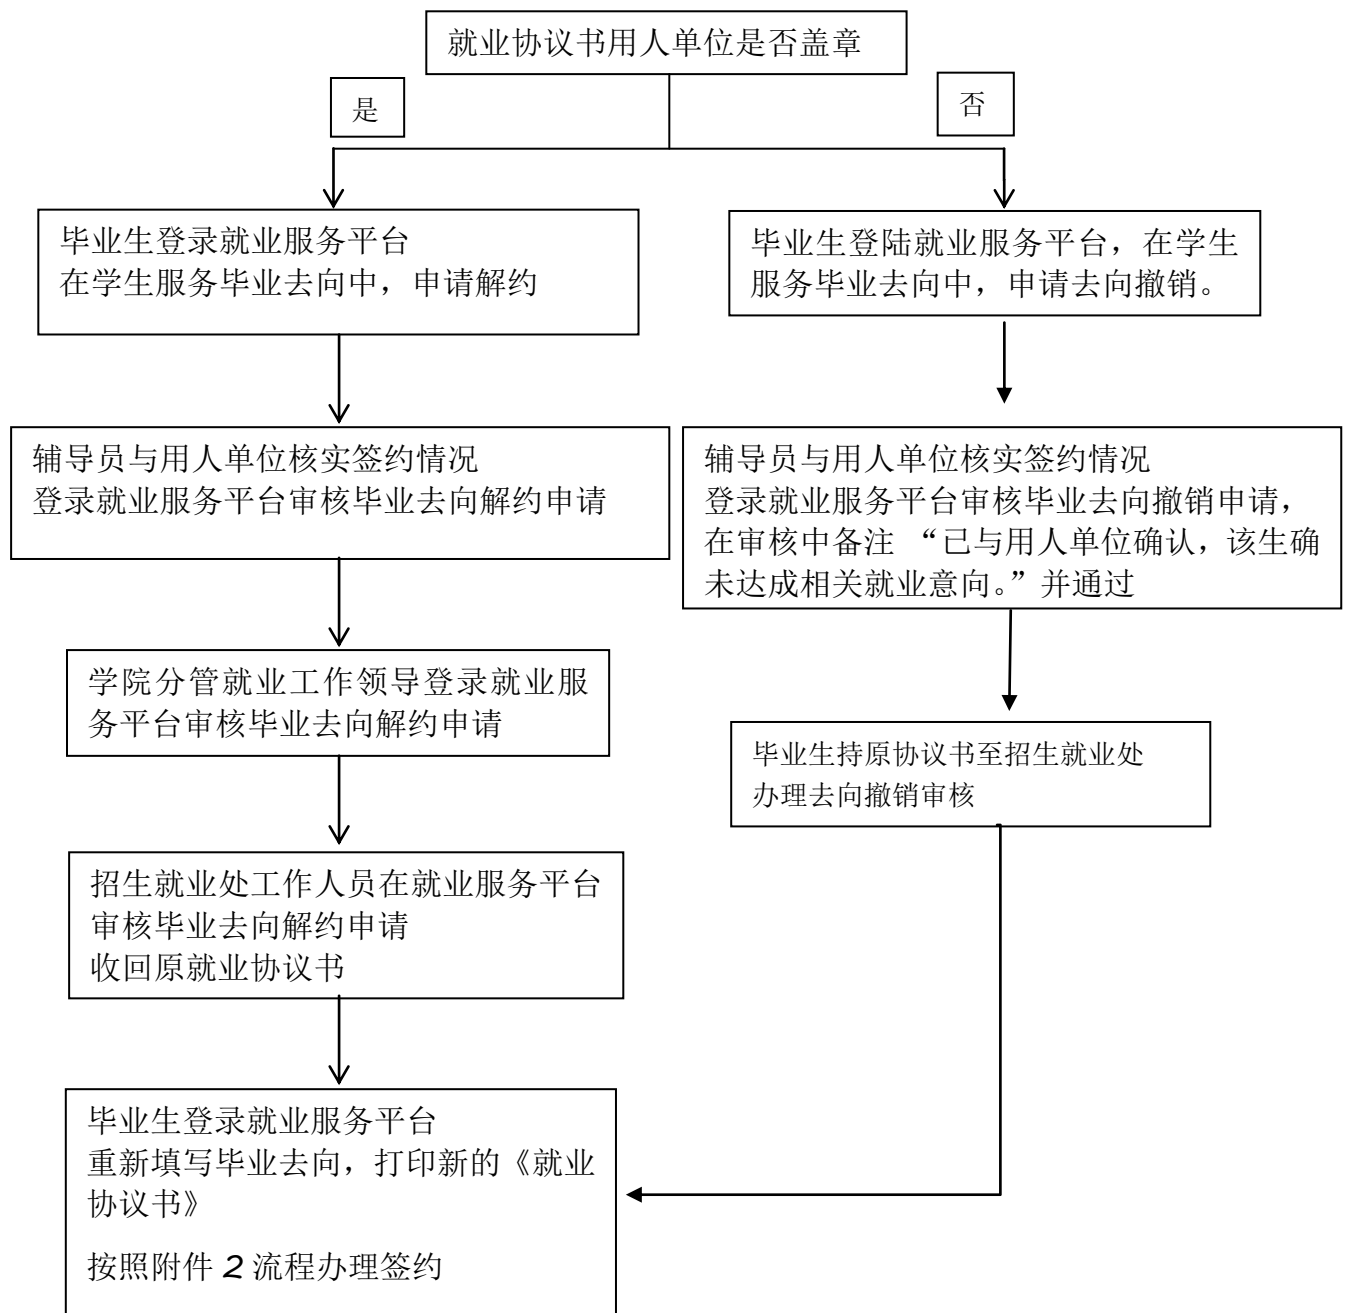 就业协议书用人单位是否盖章
是
否
毕业生登录就业服务平台
在学生服务毕业去向中，申请解约
毕业生登陆就业服务平台，在学生
服务毕业去向中，申请去向撤销。
辅导员与用人单位核实签约情况
登录就业服务平台审核毕业去向解约申请
辅导员与用人单位核实签约情况
登录就业服务平台审核毕业去向撤销申请，
在审核中备注 “已与用人单位确认，该生确
未达成相关就业意向。”并通过
学院分管就业工作领导登录就业服
务平台审核毕业去向解约申请
毕业生持原协议书至招生就业处
办理去向撤销审核
招生就业处工作人员在就业服务平台
审核毕业去向解约申请
收回原就业协议书
毕业生登录就业服务平台
重新填写毕业去向，打印新的《就业
协议书》
按照附件 2 流程办理签约